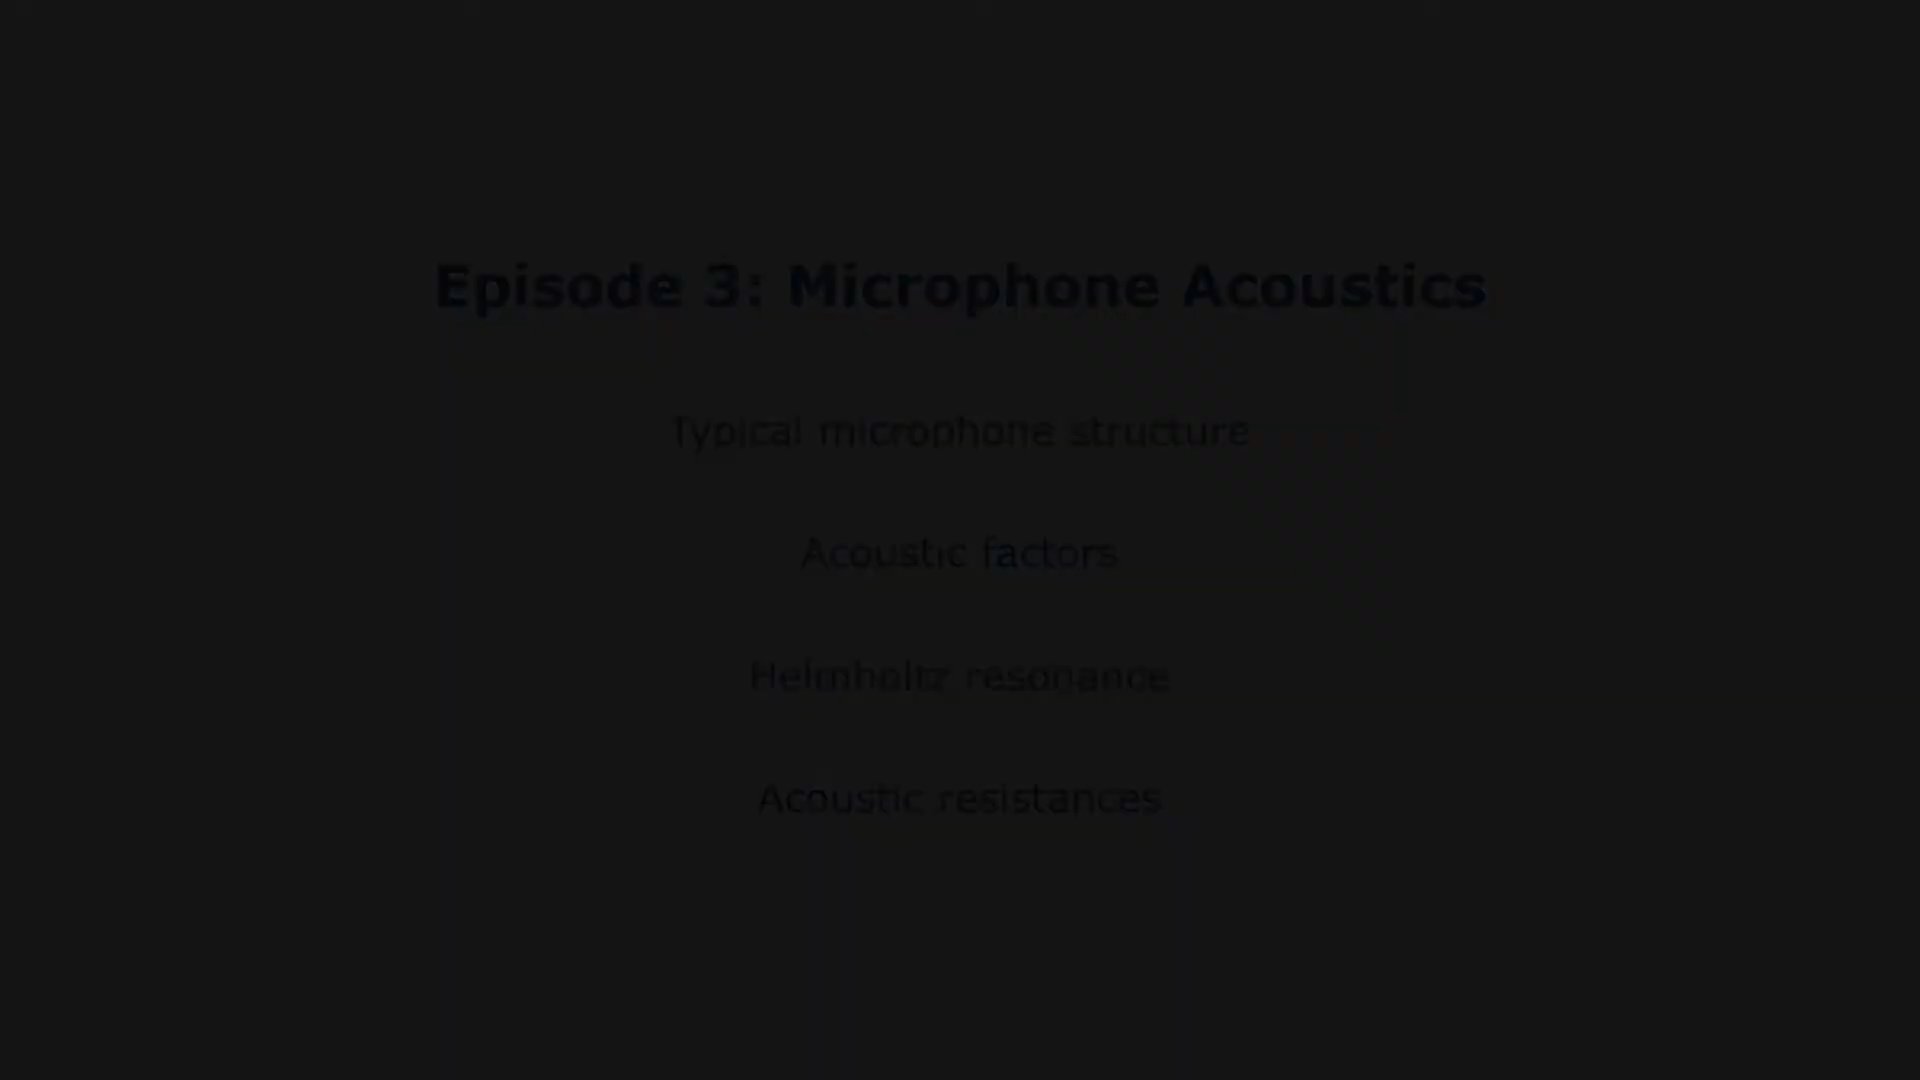 Episode 3: Microphone Acoustics
Typical microphone structure
Acoustic factors
Helmholtz resonance
Acoustic resistances